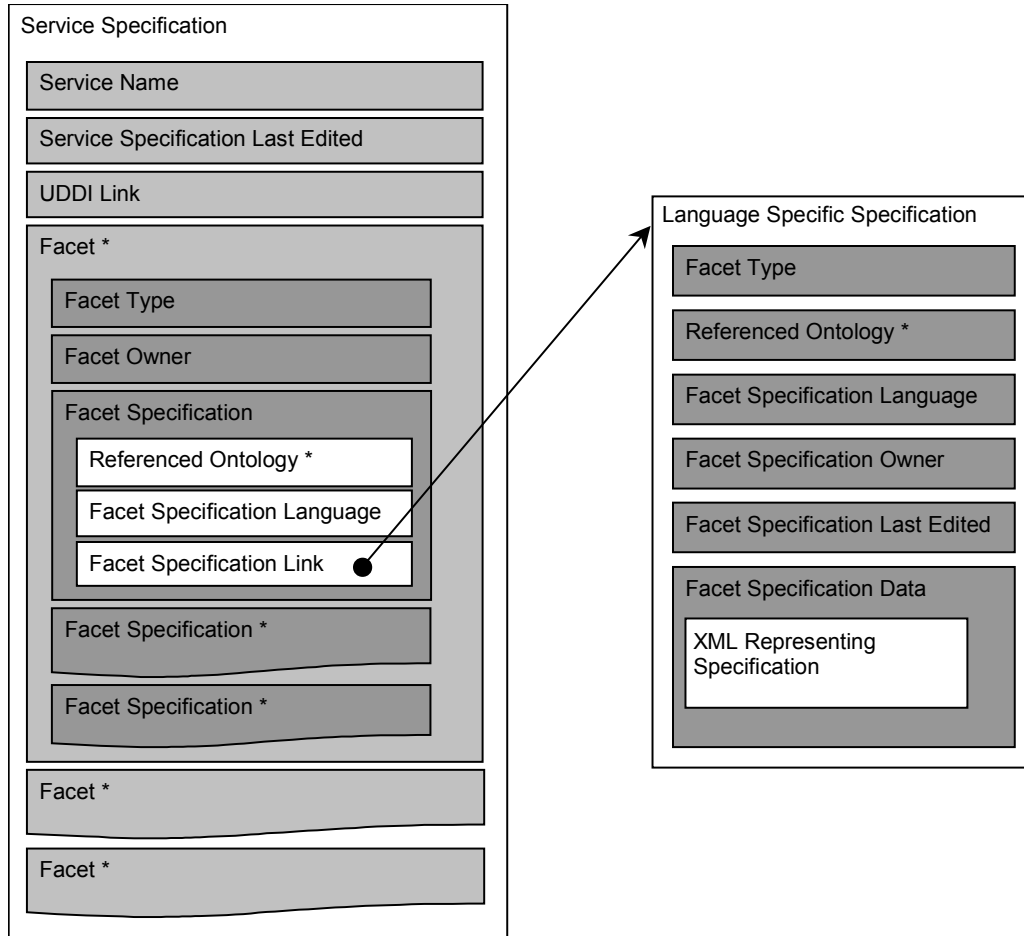 Service Specification
Service Name
Service Specification Last Edited
UDDI Link
Facet *
Facet Type
Facet Owner
Facet Specification
Referenced Ontology *
Facet Specification Language
Facet Specification Link
Facet Specification *
Facet Specification *
Facet *
Facet *
Language Specific Specification
Facet Type
Referenced Ontology *
Facet Specification Language
Facet Specification Owner
Facet Specification Last Edited
Facet Specification Data
XML Representing
Specification